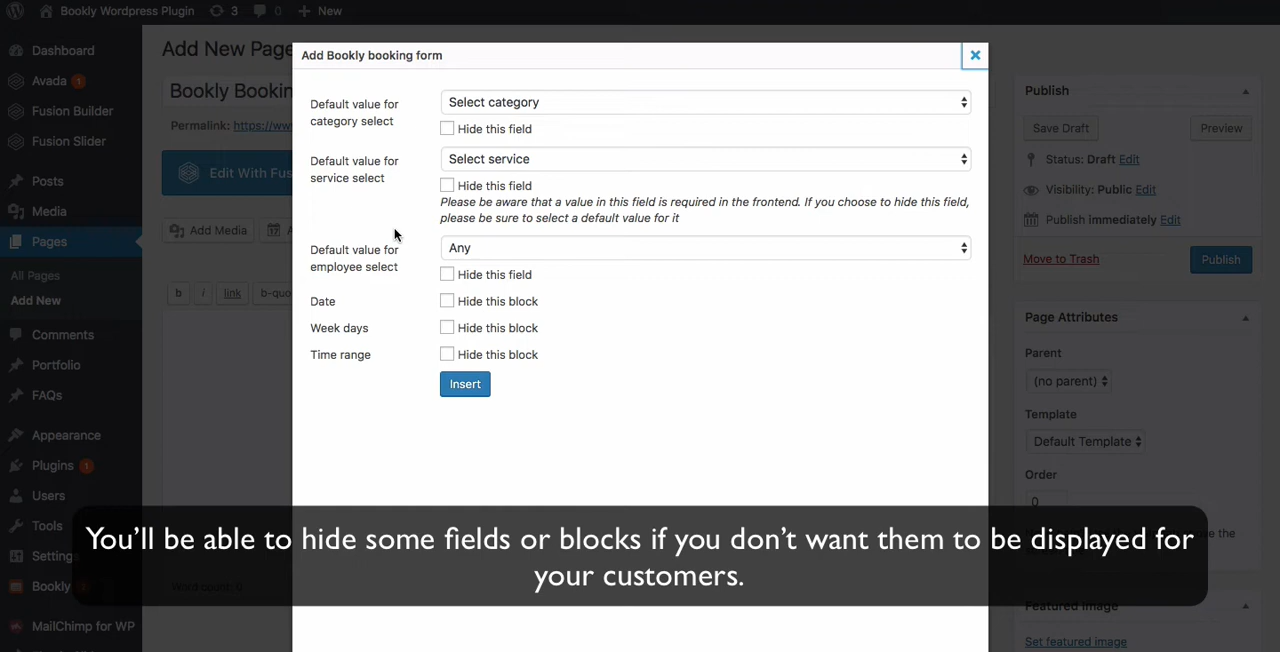 Bookly Wordpress Plugin 3 0 New
Dashboard
Avada 1
Fusion Builder
Fusion Slider
Posts
Media
Pages
All Pages
Add New
Comments
Portfolio
FAQs
Appearance
Plugins 1
Users
Tools
Settings
Bookly
MailChimp for WP
Add New Page
Bookly Bookin
Permalink: https://ww
Edit With Fus
Add Media
b i link b-quo
Word count: 0
Add Bookly booking form
Default value for category select
Select category
Hide this field
Default value for service select
Select service
Hide this field
Please be aware that a value in this field is required in the frontend. If you choose to hide this field,
please be sure to select a default value for it
Default value for employee select
Any
Hide this field
Date Hide this block
Week days Hide this block
Time range Hide this block
Insert
Publish
Save Draft Preview
Status: Draft Edit
Visibility: Public Edit
Publish immediately Edit
Move to Trash Publish
Page Attributes
Parent
(no parent)
Template
Default Template
Order
0
Featured Image
Set featured image
You'll be able to hide some fields or blocks if you don't want them to be displayed for
your customers.